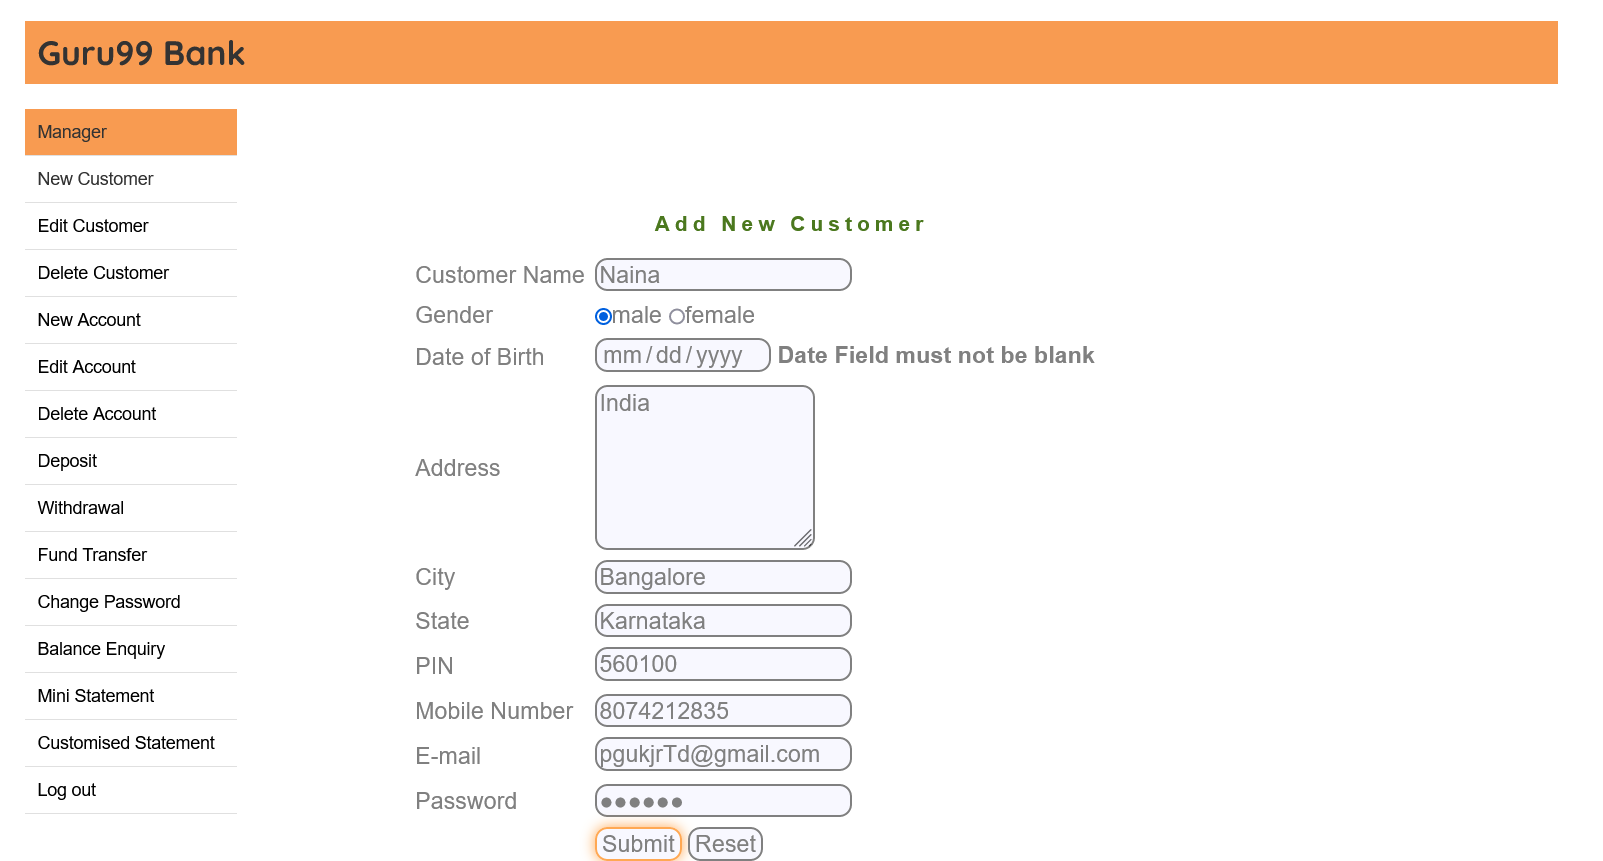 Guru99 Bank
Manager
New Customer
Edit Customer
Delete Customer
New Account
Edit Account
Delete Account
Deposit
Withdrawal
Fund Transfer
Change Password
Balance Enquiry
Mini Statement
Customised Statement
Log out
Add New Customer
Customer Name Naina
Gender male female
Date of Birth mm/dd/yyyy Date Field must not be blank
Address India
City Bangalore
State Karnataka
PIN 560100
Mobile Number 8074212835
E-mail pgukjrTd@gmail.com
Password ●●●●●●
Submit Reset